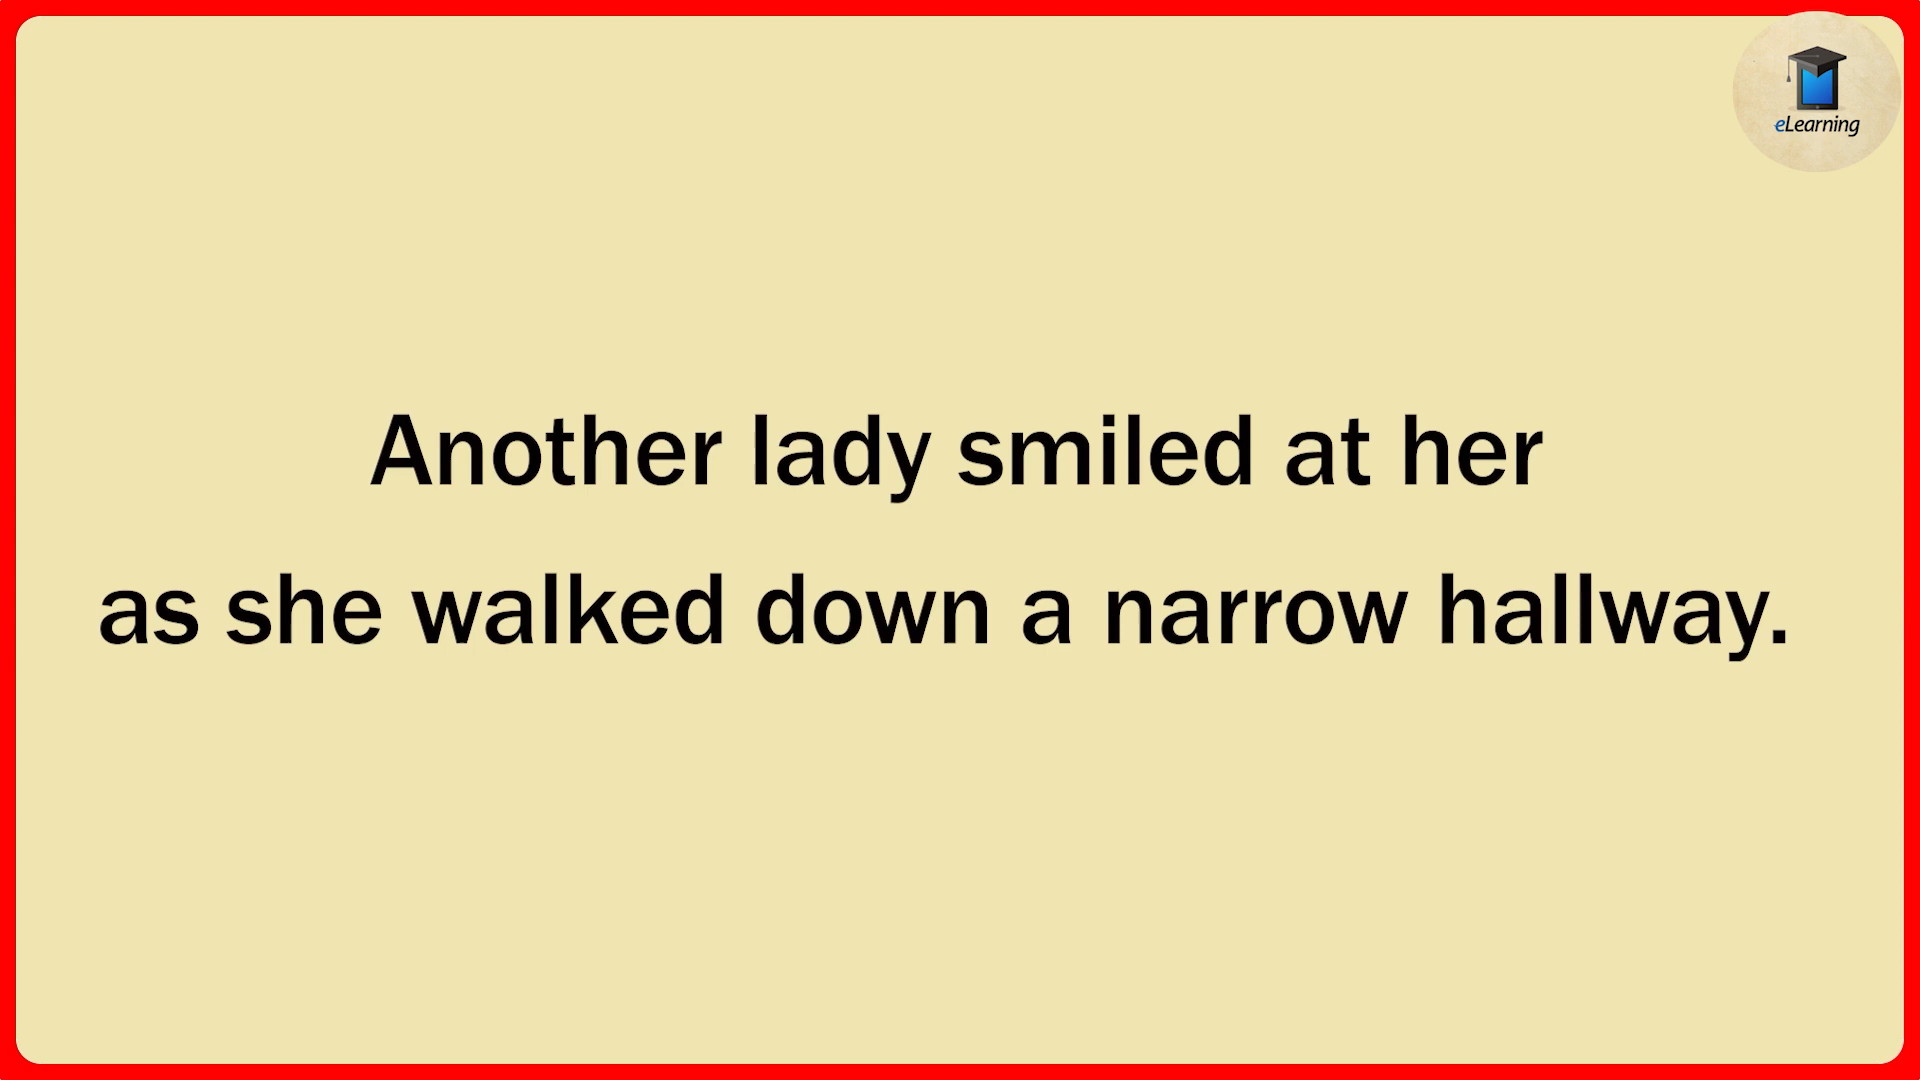 eLearning
Another lady smiled at her
as she walked down a narrow hallway.